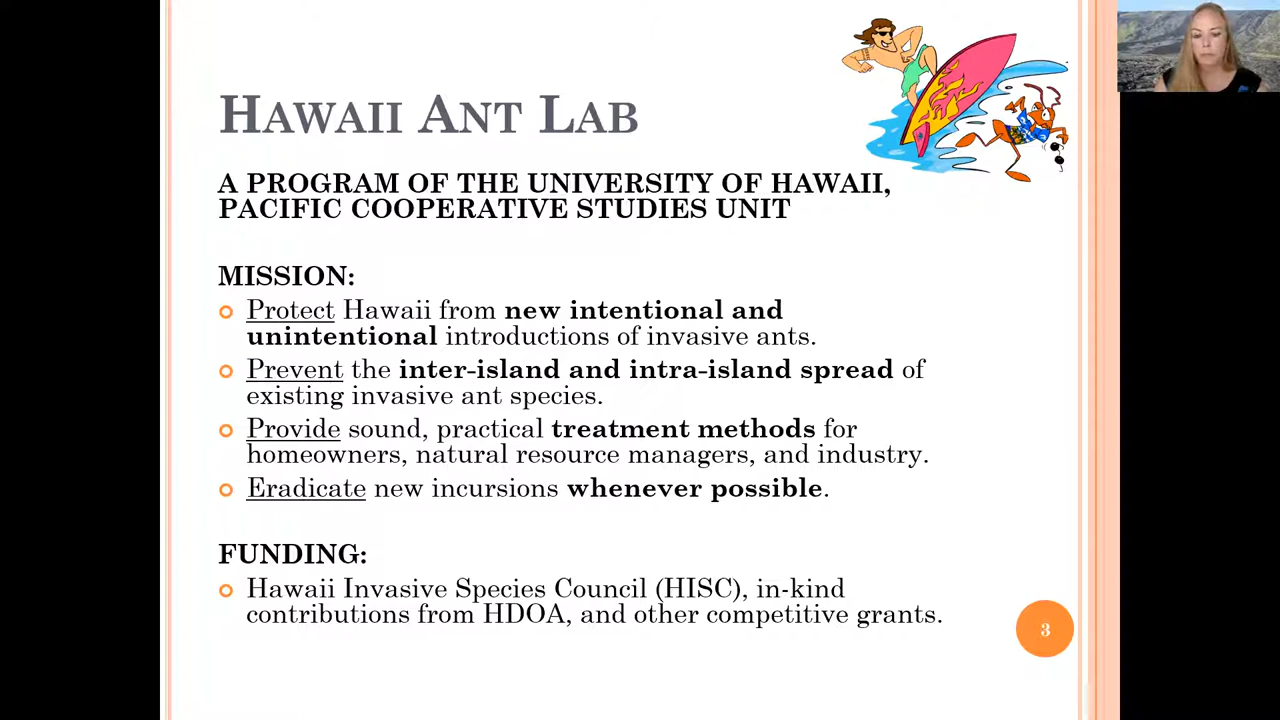 HAWAII ANT LAB
A PROGRAM OF THE UNIVERSITY OF HAWAII,
PACIFIC COOPERATIVE STUDIES UNIT
MISSION:
Protect Hawaii from new intentional and
unintentional introductions of invasive ants.
Prevent the inter-island and intra-island spread of
existing invasive ant species.
Provide sound, practical treatment methods for
homeowners, natural resource managers, and industry.
Eradicate new incursions whenever possible.
FUNDING:
Hawaii Invasive Species Council (HISC), in-kind
contributions from HDOA, and other competitive grants.
3